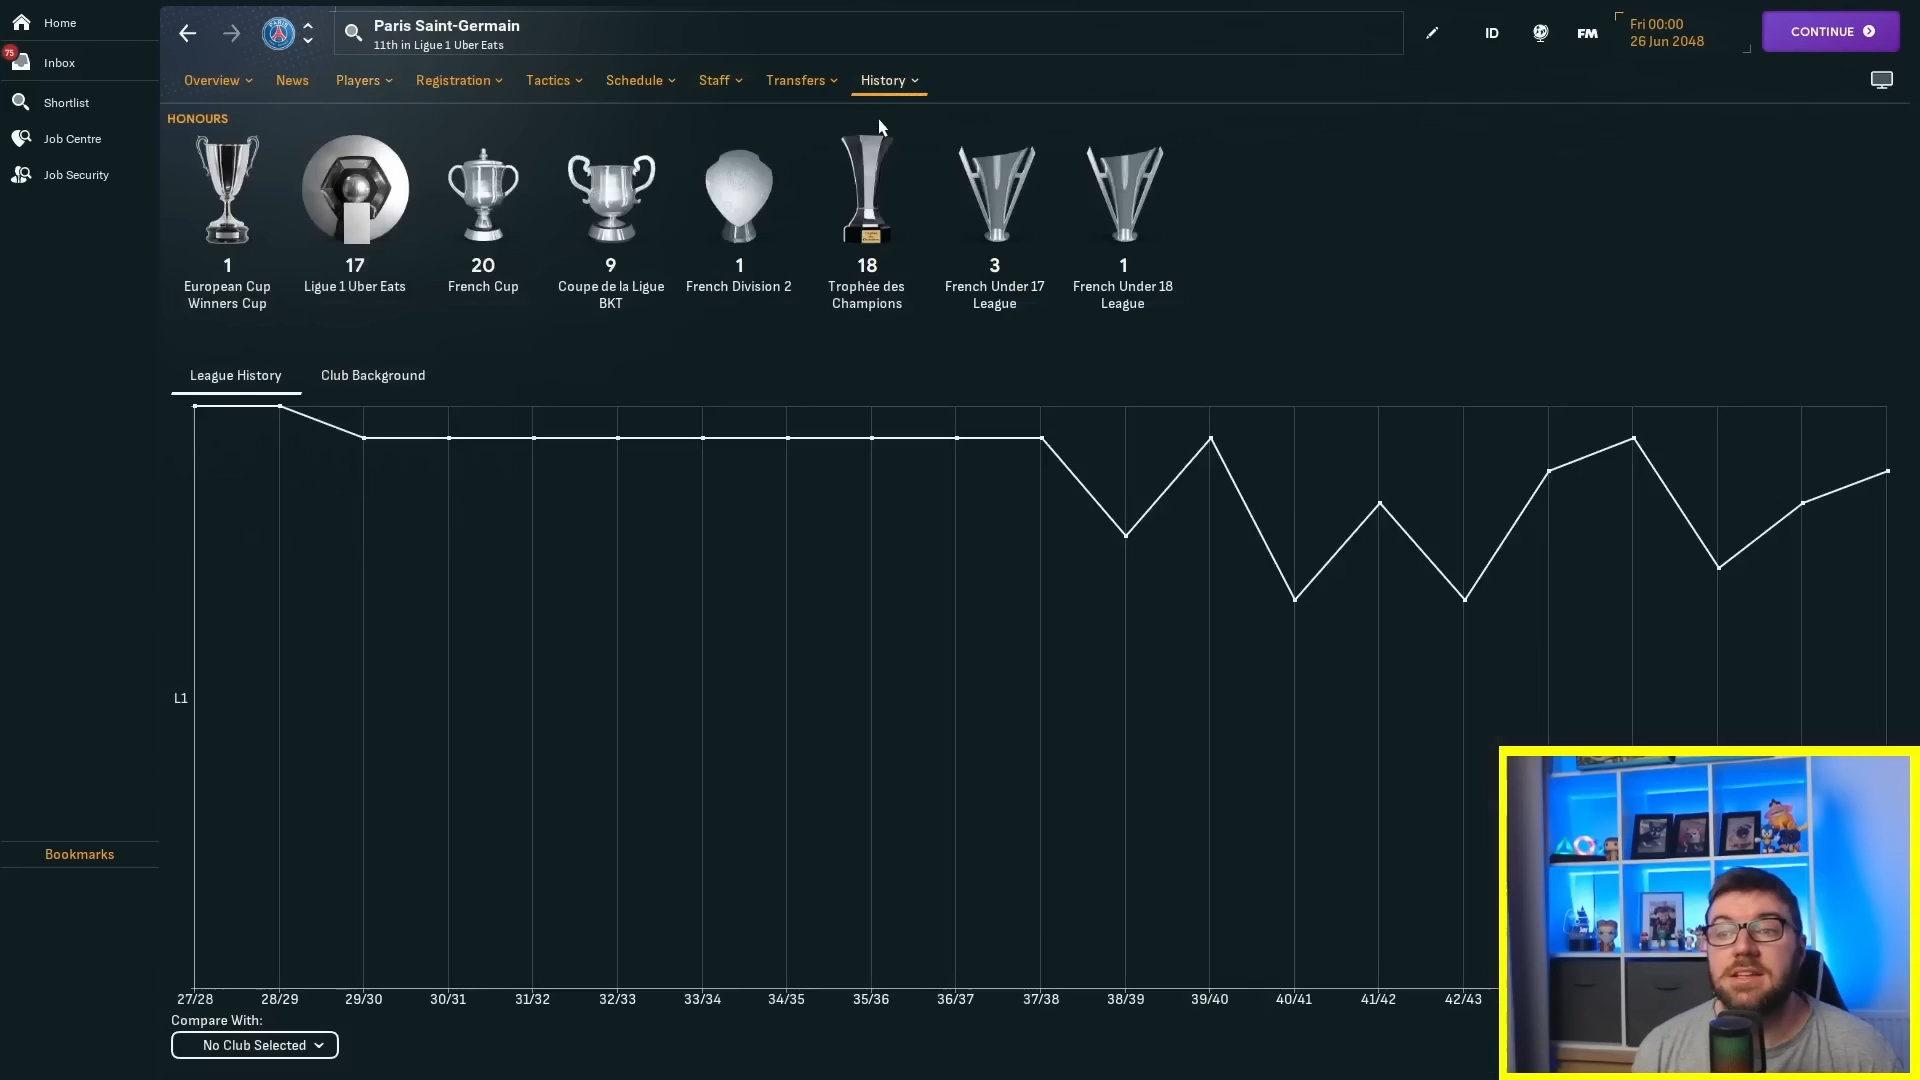 Home
75
Inbox
Shortlist
Job Centre
Job Security
Bookmarks
Paris Saint-Germain
11th in Ligue 1 Uber Eats
ID
FM
Fri 00:00
26 Jun 2048
CONTINUE
Overview
News
Players
Registration
Tactics
Schedule
Staff
Transfers
History
HONOURS
1
European Cup
Winners Cup
17
Ligue 1 Uber Eats
20
French Cup
9
Coupe de la Ligue
BKT
1
French Division 2
18
Trophée des
Champions
3
French Under 17
League
1
French Under 18
League
League History
Club Background
L1
27/28
28/29
29/30
30/31
31/32
32/33
33/34
34/35
35/36
36/37
37/38
38/39
39/40
40/41
41/42
42/43
Compare With:
No Club Selected